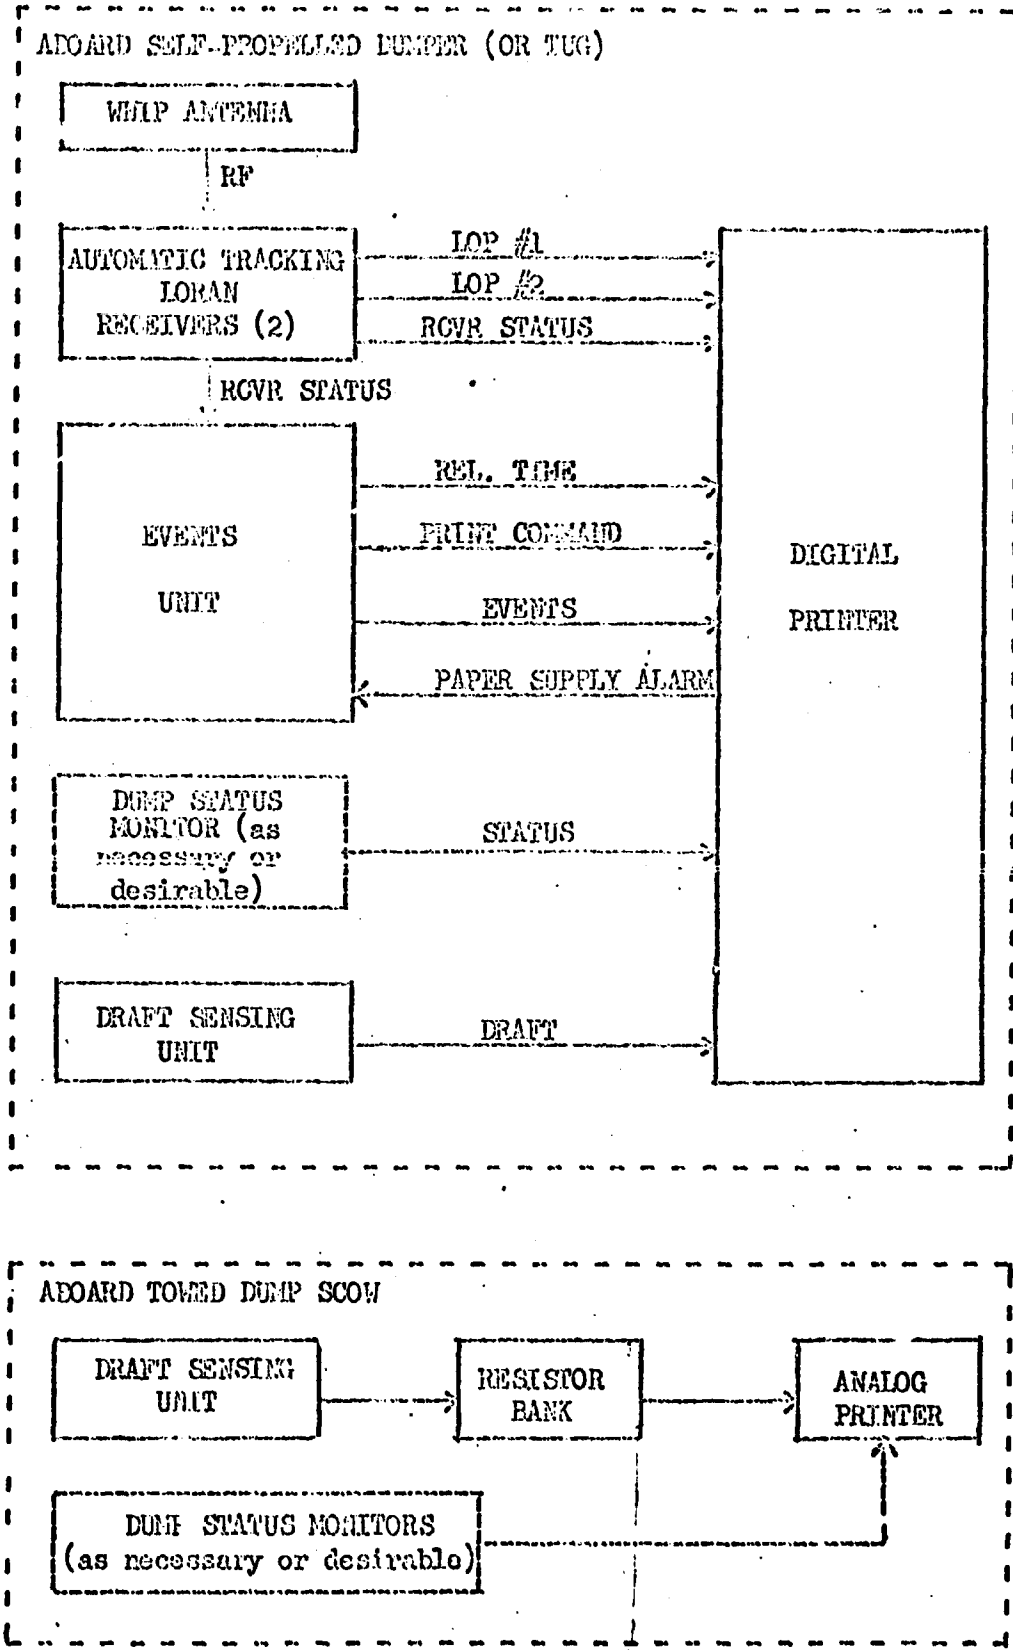 ABOARD SELF-PROPELLED DUMPER (OR TUG)
WHIP ANTENNA
RF
AUTOMATIC TRACKING
LORAN
RECEIVERS (2)
LOP #1
LOP #2
RCVR STATUS
RCVR STATUS
EVENTS
UNIT
REL. TIME
PRINT COMMAND
EVENTS
PAPER SUPPLY ALARM
DIGITAL
PRINTER
DUMP STATUS
MONITOR (as
necessary or
desirable)
STATUS
DRAFT SENSING
UNIT
DRAFT
ABOARD TOWED DUMP SCOW
DRAFT SENSING
UNIT
RESISTOR
BANK
ANALOG
PRINTER
DUMP STATUS MONITORS
(as necessary or desirable)